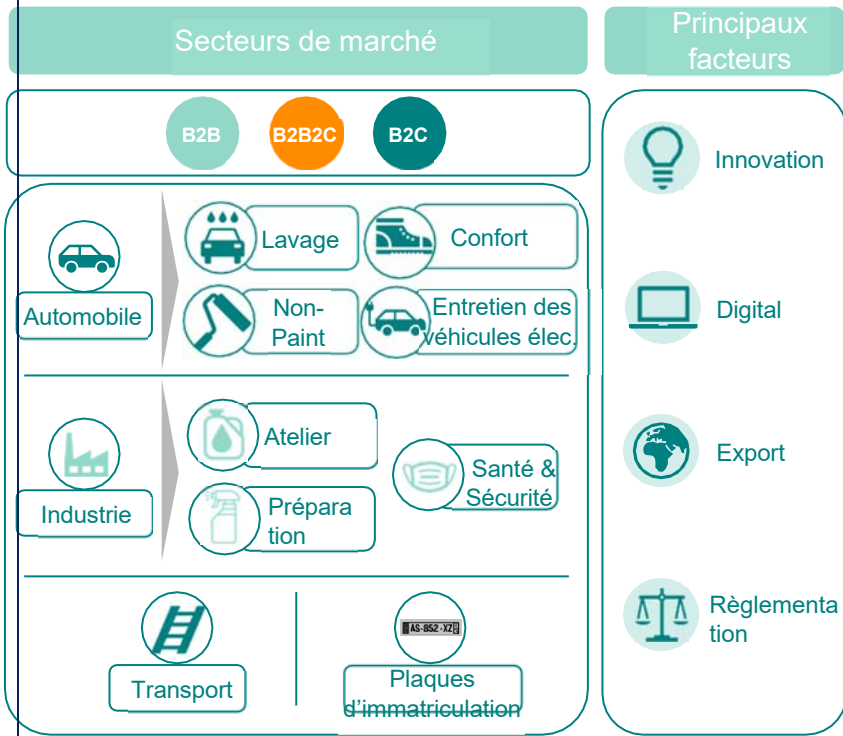 Secteurs de marché
Principaux
facteurs
B2B
B2B2C
B2C
Automobile
Lavage
Confort
Non-
Paint
Entretien des
véhicules élec.
Industrie
Atelier
Prépara
tion
Santé &
Sécurité
Transport
AS-852-XZ
Plaques
d'immatriculation
Innovation
Digital
Export
Règlementa
tion